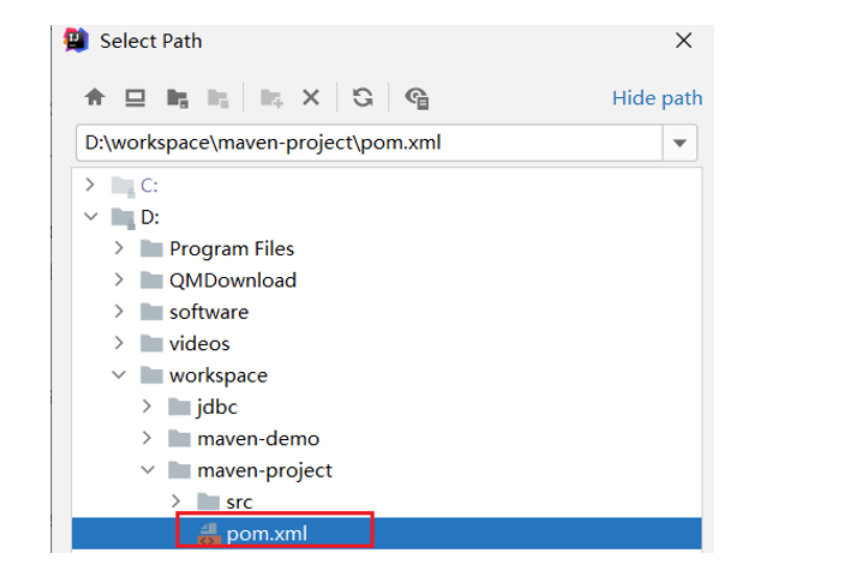 Select Path
Hide path
D:\workspace\maven-project\pom.xml
C:
D:
Program Files
QMDownload
software
videos
workspace
jdbc
maven-demo
maven-project
src
pom.xml